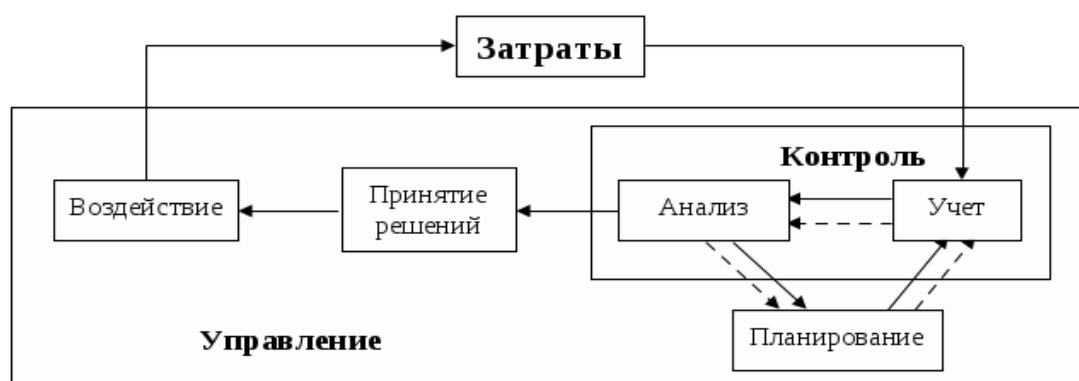 Затраты
Контроль
Воздействие
Принятие
решений
Анализ
Учет
Управление
Планирование